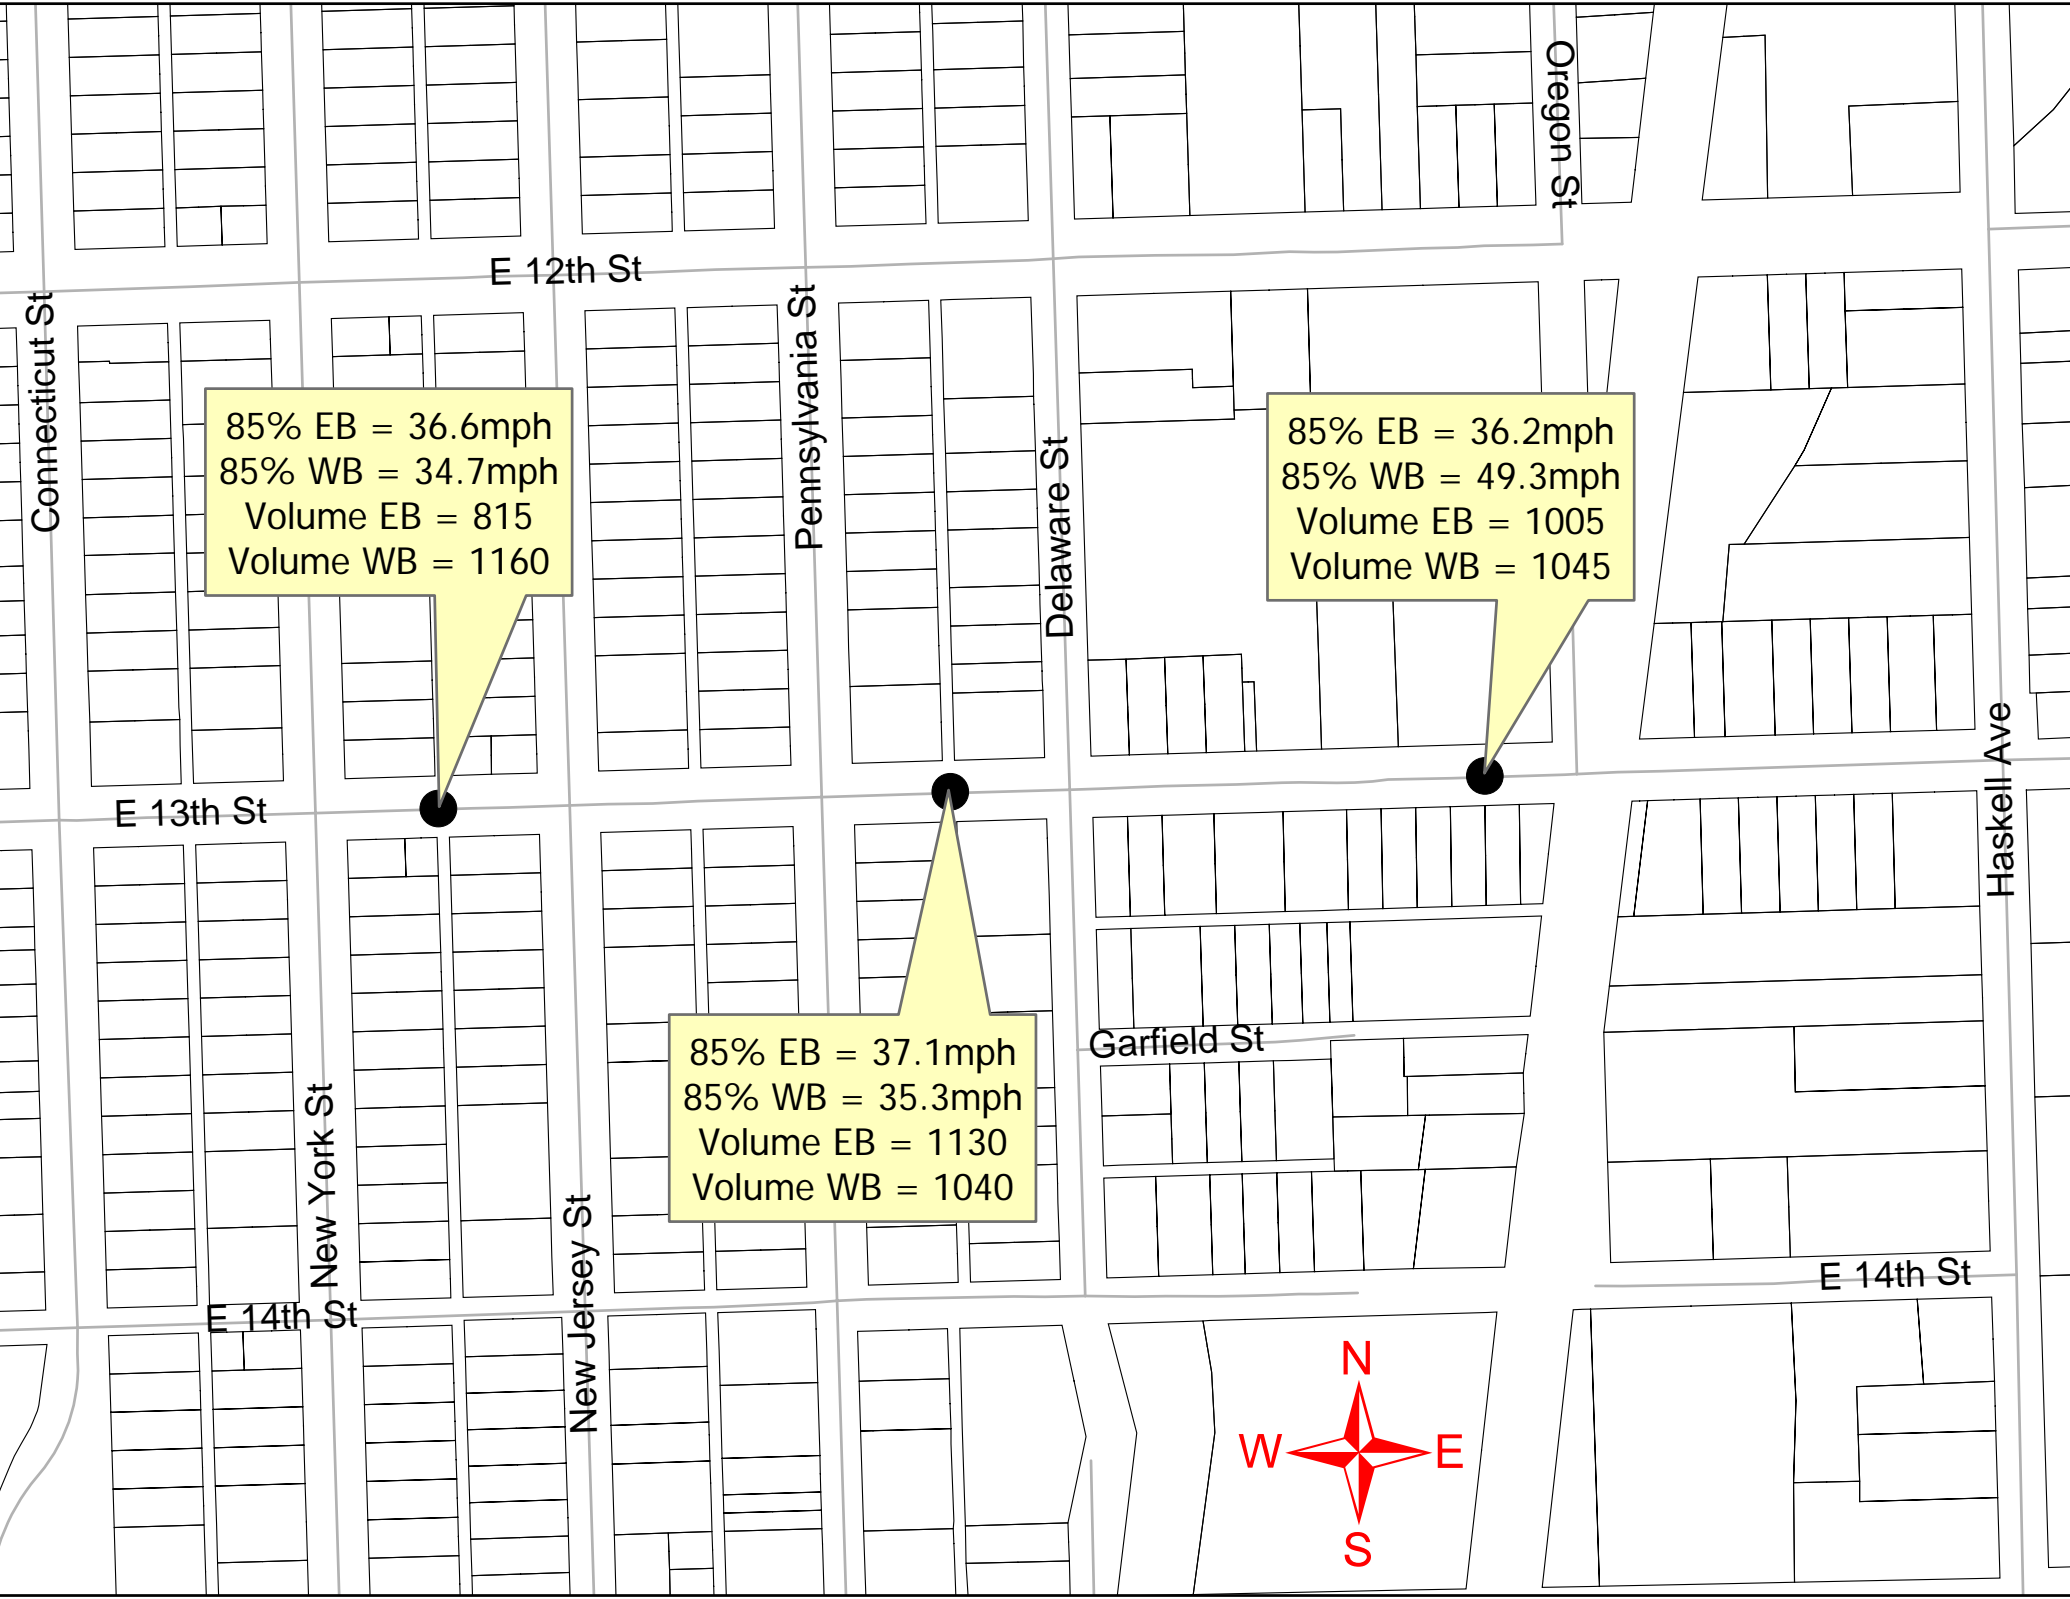 Oregon St
E 12th St
Connecticut St
Pennsylvania St
85% EB = 36.6mph
85% WB = 34.7mph
Volume EB = 815
Volume WB = 1160
85% EB = 36.2mph
85% WB = 49.3mph
Volume EB = 1005
Volume WB = 1045
Delaware St
Haskell Ave
E 13th St
Garfield St
85% EB = 37.1mph
85% WB = 35.3mph
Volume EB = 1130
Volume WB = 1040
New York St
New Jersey St
E 14th St
E 14th St
N
W E
S